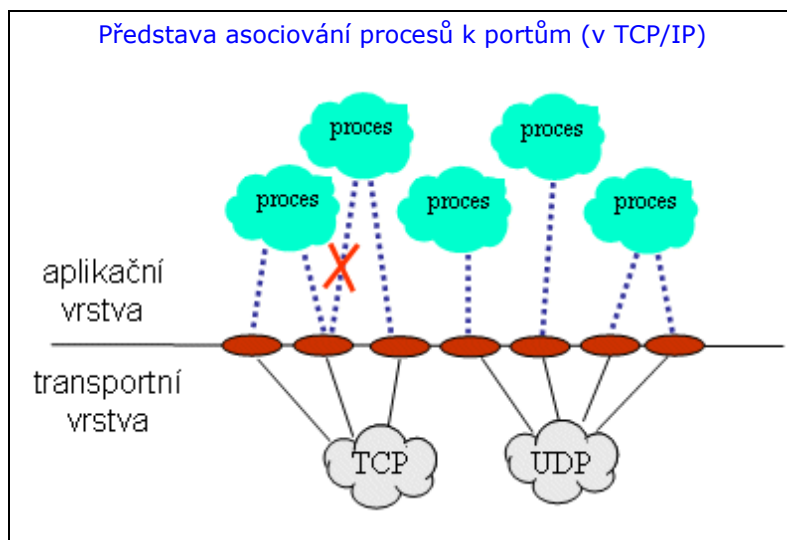 Představa asociování procesů k portům (v TCP/IP)
proces
proces
proces
proces
proces
aplikační
vrstva
transportní
vrstva
TCP
UDP